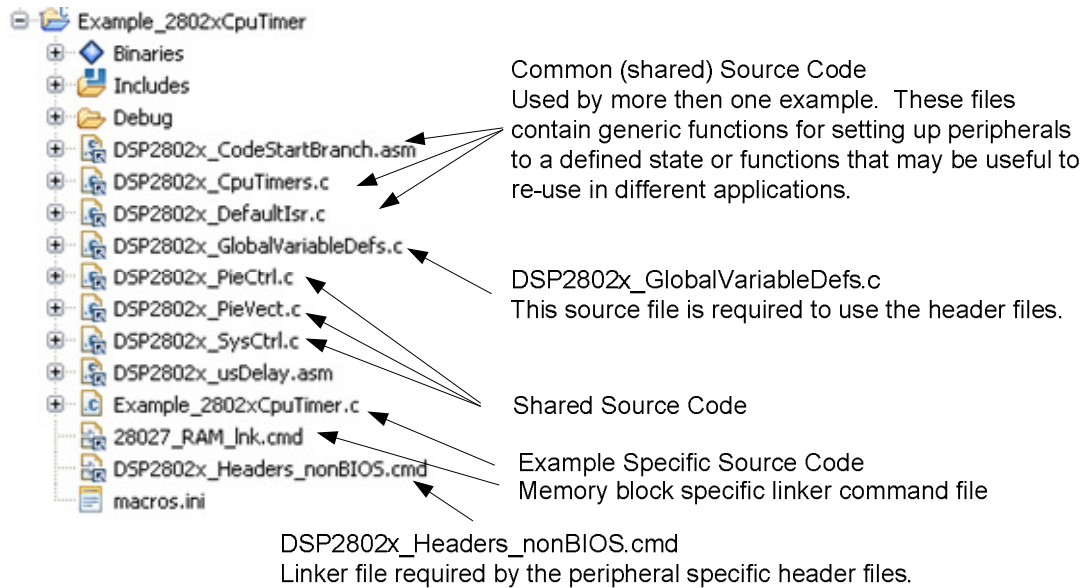 Example_2802xCpuTimer
Binaries
Includes
Debug
DSP2802x_CodeStartBranch.asm
DSP2802x_CpuTimers.c
DSP2802x_DefaultIsr.c
DSP2802x_GlobalVariableDefs.c
DSP2802x_PieCtrl.c
DSP2802x_PieVect.c
DSP2802x_SysCtrl.c
DSP2802x_usDelay.asm
Example_2802xCpuTimer.c
28027_RAM_lnk.cmd
DSP2802x_Headers_nonBIOS.cmd
macros.ini
Common (shared) Source Code
Used by more then one example. These files
contain generic functions for setting up peripherals
to a defined state or functions that may be useful to
re-use in different applications.
DSP2802x_GlobalVariableDefs.c
This source file is required to use the header files.
Shared Source Code
Example Specific Source Code
Memory block specific linker command file
DSP2802x_Headers_nonBIOS.cmd
Linker file required by the peripheral specific header files.